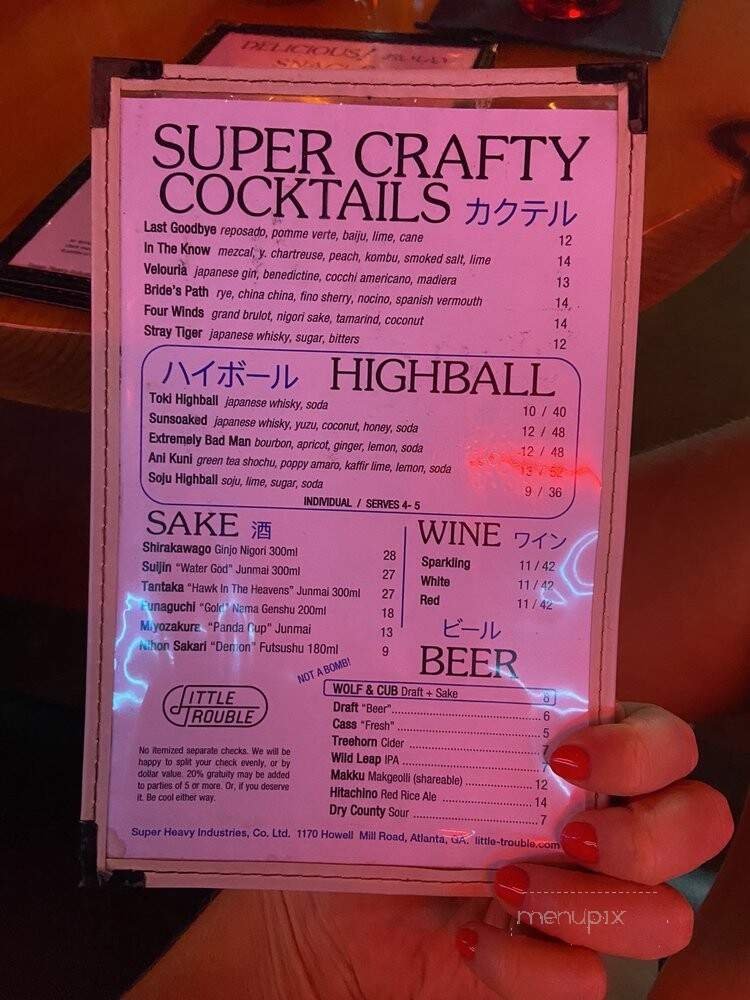 DELICIOUS!
SUPER CRAFTY
COCKTAILS カクテル
Last Goodbye reposado, pomme verte, baiju, lime, cane 12
In The Know mezcal, y. chartreuse, peach, kombu, smoked salt, lime 14
Velouria japanese gin, benedictine, cocchi americano, madiera 13
Bride's Path rye, china china, fino sherry, nocino, spanish vermouth 14
Four Winds grand brulot, nigori sake, tamarind, coconut 14
Stray Tiger japanese whisky, sugar, bitters 12
ハイボール HIGHBALL
Toki Highball japanese whisky, soda 10 / 40
Sunsoaked japanese whisky, yuzu, coconut, honey, soda 12 / 48
Extremely Bad Man bourbon, apricot, ginger, lemon, soda 12 / 48
Ani Kuni green tea shochu, poppy amaro, kaffir lime, lemon, soda 13 / 52
Soju Highball soju, lime, sugar, soda 9 / 36
INDIVIDUAL / SERVES 4- 5
SAKE 酒
Shirakawago Ginjo Nigori 300ml 28
Suijin "Water God" Junmai 300ml 27
Tantaka "Hawk In The Heavens" Junmai 300ml 27
Funaguchi "Gold" Nama Genshu 200ml 18
Miyozakura "Panda Cup" Junmai 13
Nihon Sakari "Demon" Futsushu 180ml 9
WINE ワイン
Sparkling 11 / 42
White 11 / 42
Red 11 / 42
ビール
BEER
NOT A BOMB!
WOLF & CUB Draft + Sake 8
Draft "Beer" 6
Cass "Fresh" 5
Treehorn Cider 7
Wild Leap IPA 7
Makku Makgeolli (shareable) 12
Hitachino Red Rice Ale 14
Dry County Sour 7
LITTLE
TROUBLE
No itemized separate checks. We will be
happy to split your check evenly, or by
dollar value. 20% gratuity may be added
to parties of 5 or more. Or, if you deserve
it. Be cool either way.
Super Heavy Industries, Co. Ltd. 1170 Howell Mill Road, Atlanta, GA. little-trouble.com
menupix